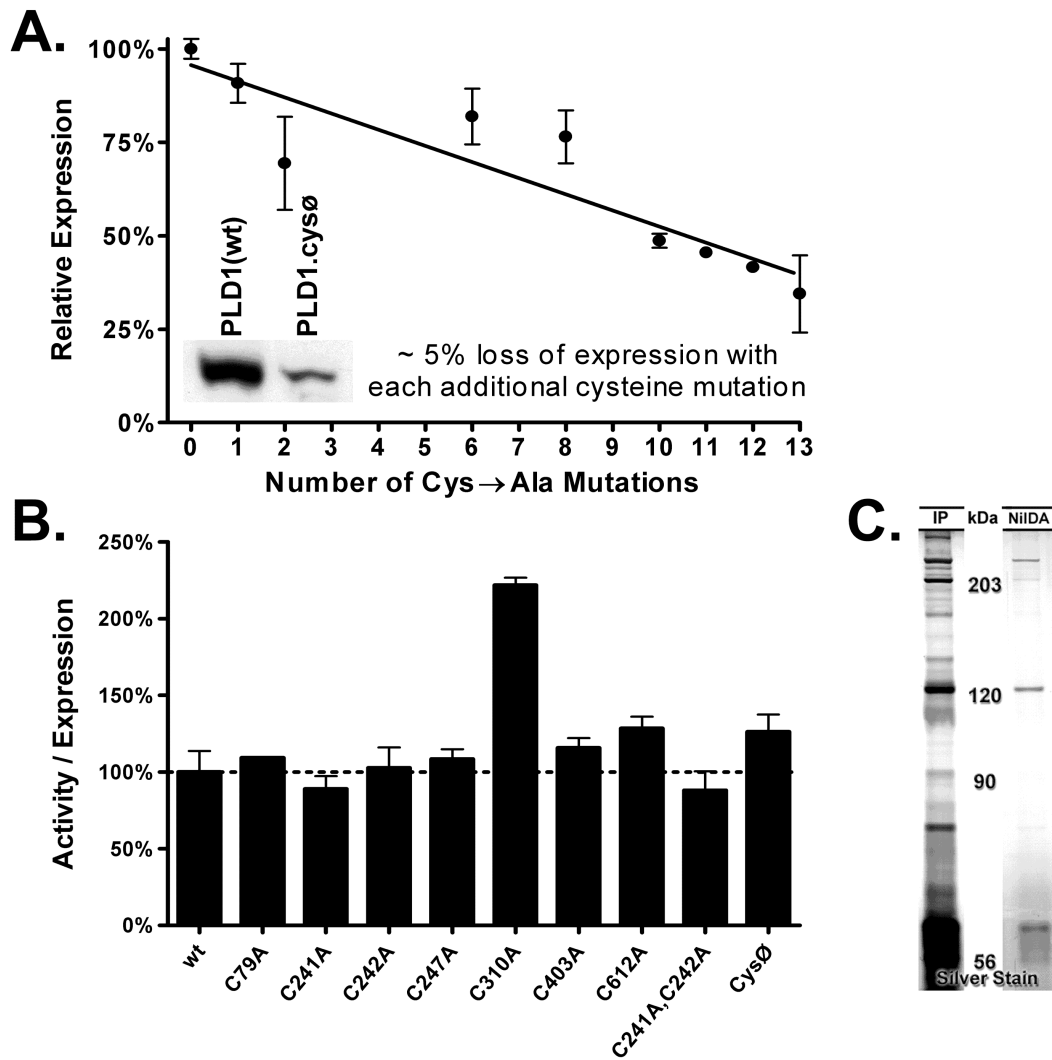 A.
100%
75%
50%
25%
0%
Relative Expression
PLD1(wt)
PLD1.cysø
~ 5% loss of expression with
each additional cysteine mutation
0 1 2 3 4 5 6 7 8 9 10 11 12 13
Number of Cys→Ala Mutations
B.
250%
200%
150%
100%
50%
0%
Activity / Expression
wt
C79A
C241A
C242A
C247A
C310A
C403A
C612A
C241A, C242A
CysØ
C.
IP kDa NiIDA
203
120
90
56
Silver Stain